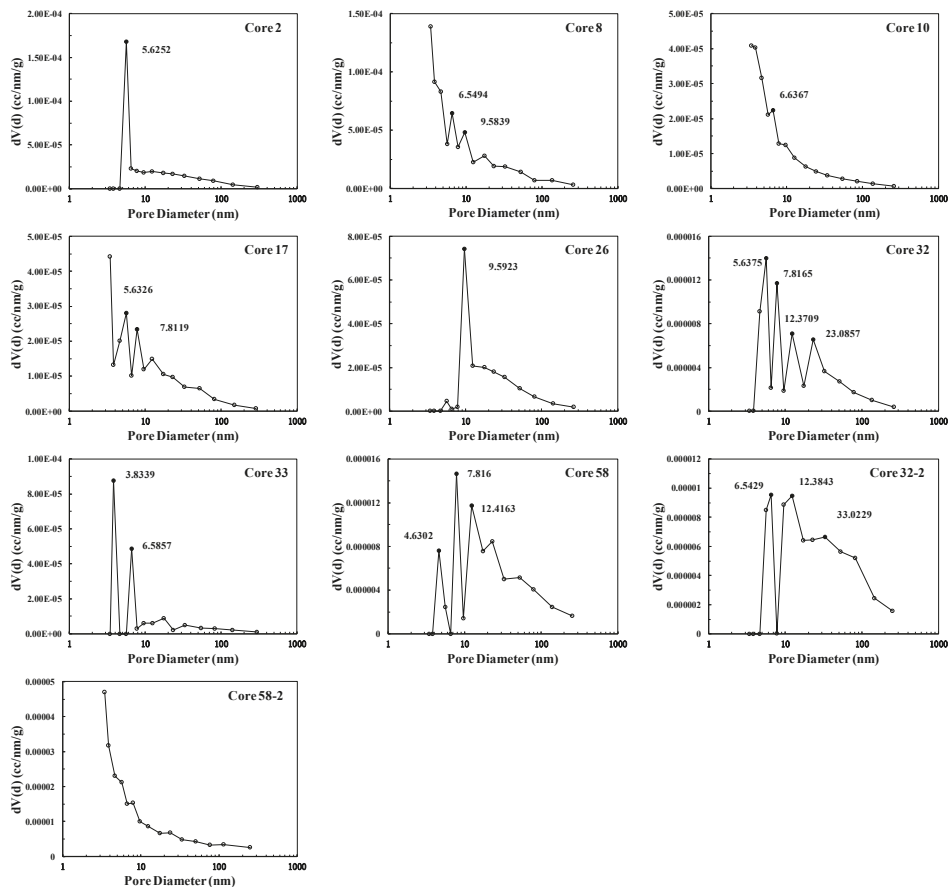 Core 2
2.00E-04
1.50E-04
1.00E-04
5.00E-05
0.00E+00
5.6252
1 10 100 1000
Pore Diameter (nm)
dV(d) (cc/nm/g)
Core 8
1.50E-04
1.00E-04
5.00E-05
0.00E+00
6.5494
9.5839
1 10 100 1000
Pore Diameter (nm)
dV(d) (cc/nm/g)
Core 10
5.00E-05
4.00E-05
3.00E-05
2.00E-05
1.00E-05
0.00E+00
6.6367
1 10 100 1000
Pore Diameter (nm)
dV(d) (cc/nm/g)
Core 17
5.00E-05
4.00E-05
3.00E-05
2.00E-05
1.00E-05
0.00E+00
5.6326
7.8119
1 10 100 1000
Pore Diameter (nm)
dV(d) (cc/nm/g)
Core 26
8.00E-05
6.00E-05
4.00E-05
2.00E-05
0.00E+00
9.5923
1 10 100 1000
Pore Diameter (nm)
dV(d) (cc/nm/g)
Core 32
0.000016
0.000012
0.000008
0.000004
0
5.6375
7.8165
12.3709
23.0857
1 10 100 1000
Pore Diameter (nm)
dV(d) (cc/nm/g)
Core 33
1.00E-04
8.00E-05
6.00E-05
4.00E-05
2.00E-05
0.00E+00
3.8339
6.5857
1 10 100 1000
Pore Diameter (nm)
dV(d) (cc/nm/g)
Core 58
0.000016
0.000012
0.000008
0.000004
0
7.816
12.4163
4.6302
1 10 100 1000
Pore Diameter (nm)
dV(d) (cc/nm/g)
Core 32-2
0.000012
0.00001
0.000008
0.000006
0.000004
0.000002
0
6.5429
12.3843
33.0229
1 10 100 1000
Pore Diameter (nm)
dV(d) (cc/nm/g)
Core 58-2
0.00005
0.00004
0.00003
0.00002
0.00001
0
1 10 100 1000
Pore Diameter (nm)
dV(d) (cc/nm/g)